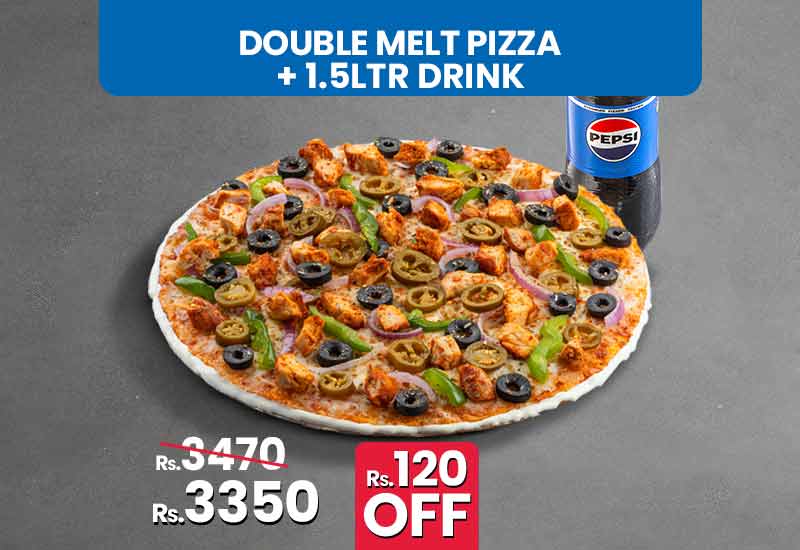 DOUBLE MELT PIZZA
+ 1.5LTR DRINK
PEPSI
Rs.3470
Rs.3350
Rs.120
OFF